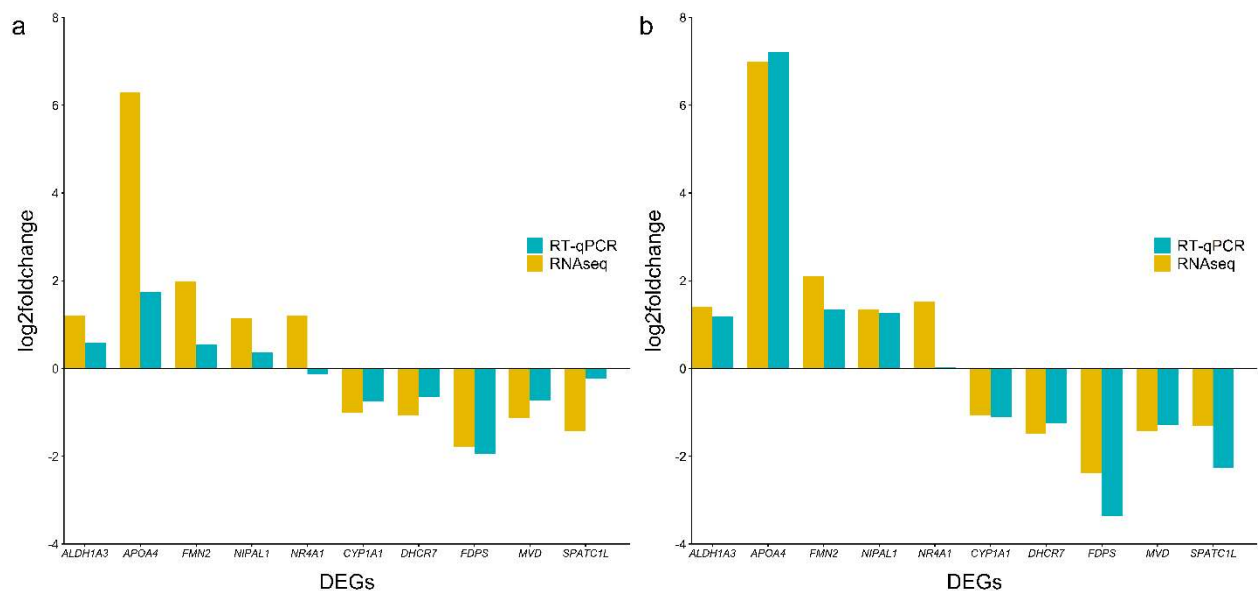 a
8
6
4
2
0
-2
-4
log2foldchange
RT-qPCR
RNAseq
ALDH1A3 APOA4 FMN2 NIPAL1 NR4A1 CYP1A1 DHCR7 FDPS MVD SPATC1L
DEGs
b
8
6
4
2
0
-2
-4
log2foldchange
RT-qPCR
RNAseq
ALDH1A3 APOA4 FMN2 NIPAL1 NR4A1 CYP1A1 DHCR7 FDPS MVD SPATC1L
DEGs